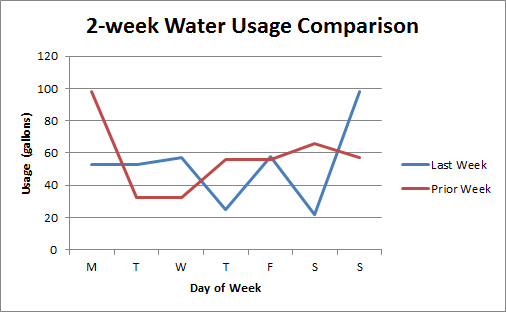 2-week Water Usage Comparison
120
100
80
60
40
20
0
Usage (gallons)
M T W T F S S
Day of Week
Last Week
Prior Week